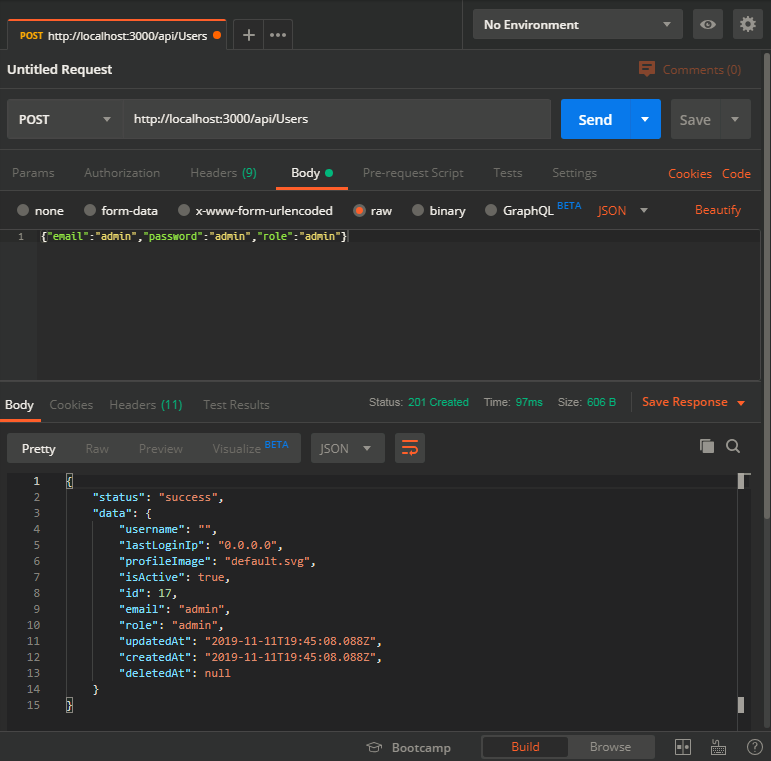 POST http://localhost:3000/api/Users
No Environment
Untitled Request
Comments (0)
POST http://localhost:3000/api/Users Send Save
Params Authorization Headers (9) Body Pre-request Script Tests Settings Cookies Code
none form-data x-www-form-urlencoded raw binary GraphQL BETA JSON Beautify
1 {"email":"admin","password":"admin","role":"admin"}
Body Cookies Headers (11) Test Results Status: 201 Created Time: 97ms Size: 606 B Save Response
Pretty Raw Preview Visualize BETA JSON
1 {
2 "status": "success",
3 "data": {
4 "username": "",
5 "lastLoginIp": "0.0.0.0",
6 "profileImage": "default.svg",
7 "isActive": true,
8 "id": 17,
9 "email": "admin",
10 "role": "admin",
11 "updatedAt": "2019-11-11T19:45:08.088Z",
12 "createdAt": "2019-11-11T19:45:08.088Z",
13 "deletedAt": null
14 }
15 }
Bootcamp Build Browse